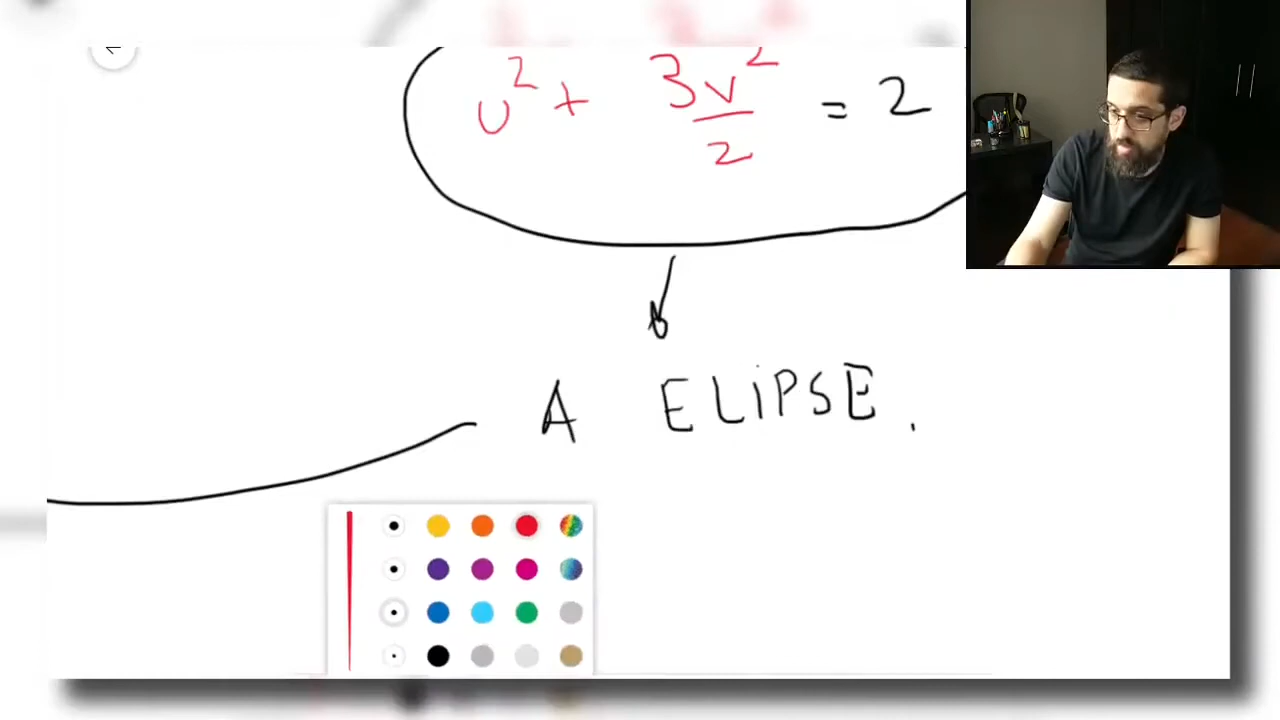 u² + 3v²/2 = 2
A ELiPSE.